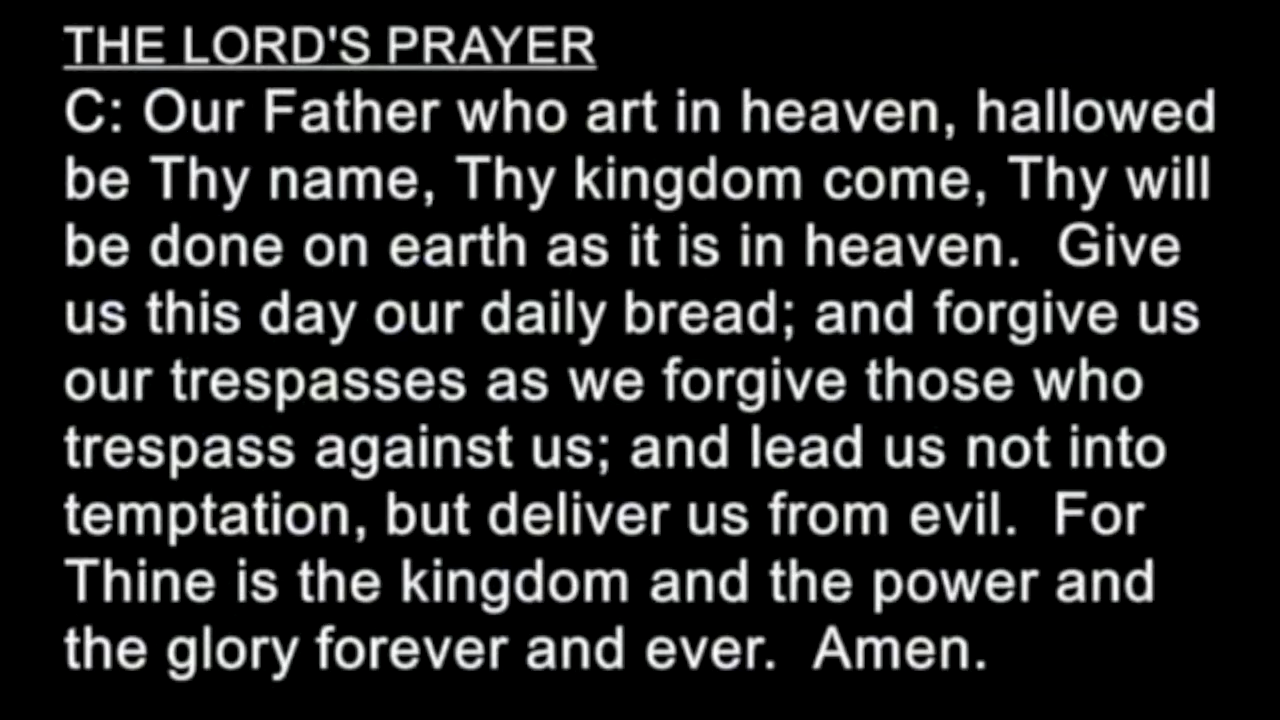 THE LORD'S PRAYER
C: Our Father who art in heaven, hallowed
be Thy name, Thy kingdom come, Thy will
be done on earth as it is in heaven.  Give
us this day our daily bread; and forgive us
our trespasses as we forgive those who
trespass against us; and lead us not into
temptation, but deliver us from evil.  For
Thine is the kingdom and the power and
the glory forever and ever.  Amen.